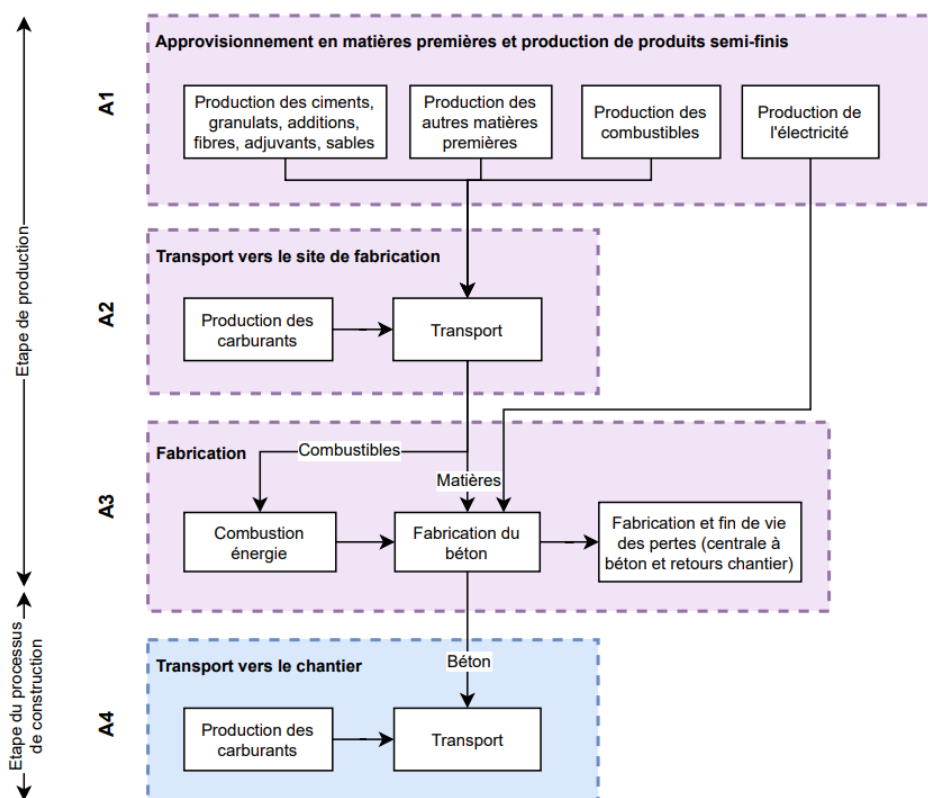 Approvisionnement en matières premières et production de produits semi-finis
A1
Production des ciments,
granulats, additions,
fibres, adjuvants, sables
Production des
autres matières
premières
Production des
combustibles
Production de
l'électricité
Etape de production
Transport vers le site de fabrication
A2
Production des
carburants
Transport
Fabrication
Combustibles
Matières
A3
Combustion
énergie
Fabrication du
béton
Fabrication et fin de vie
des pertes (centrale à
béton et retours chantier)
Etape du processus
de construction
Transport vers le chantier
Béton
A4
Production des
carburants
Transport